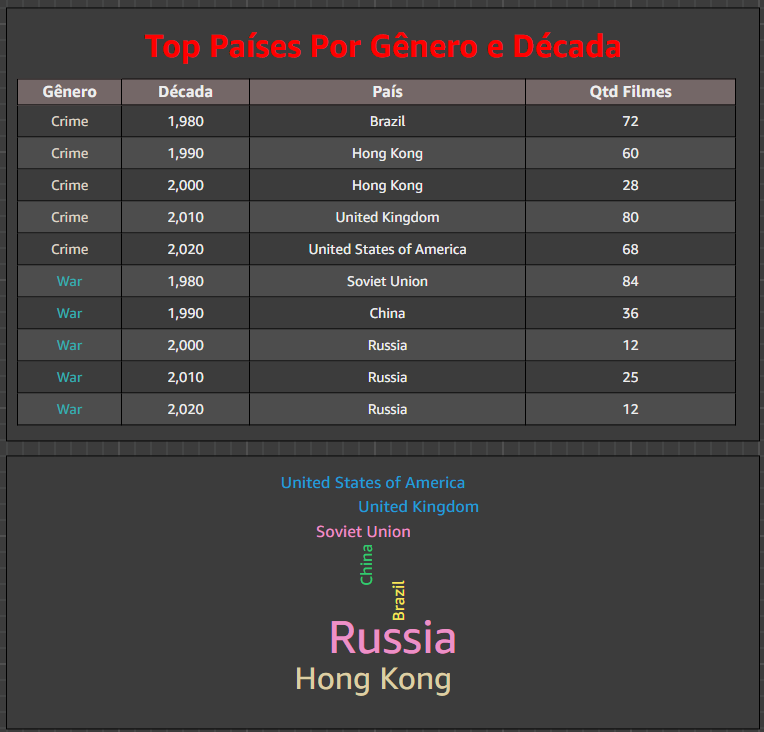 Top Países Por Gênero e Década
Gênero Década País Qtd Filmes
Crime 1,980 Brazil 72
Crime 1,990 Hong Kong 60
Crime 2,000 Hong Kong 28
Crime 2,010 United Kingdom 80
Crime 2,020 United States of America 68
War 1,980 Soviet Union 84
War 1,990 China 36
War 2,000 Russia 12
War 2,010 Russia 25
War 2,020 Russia 12
United States of America
United Kingdom
Soviet Union
China
Brazil
Russia
Hong Kong